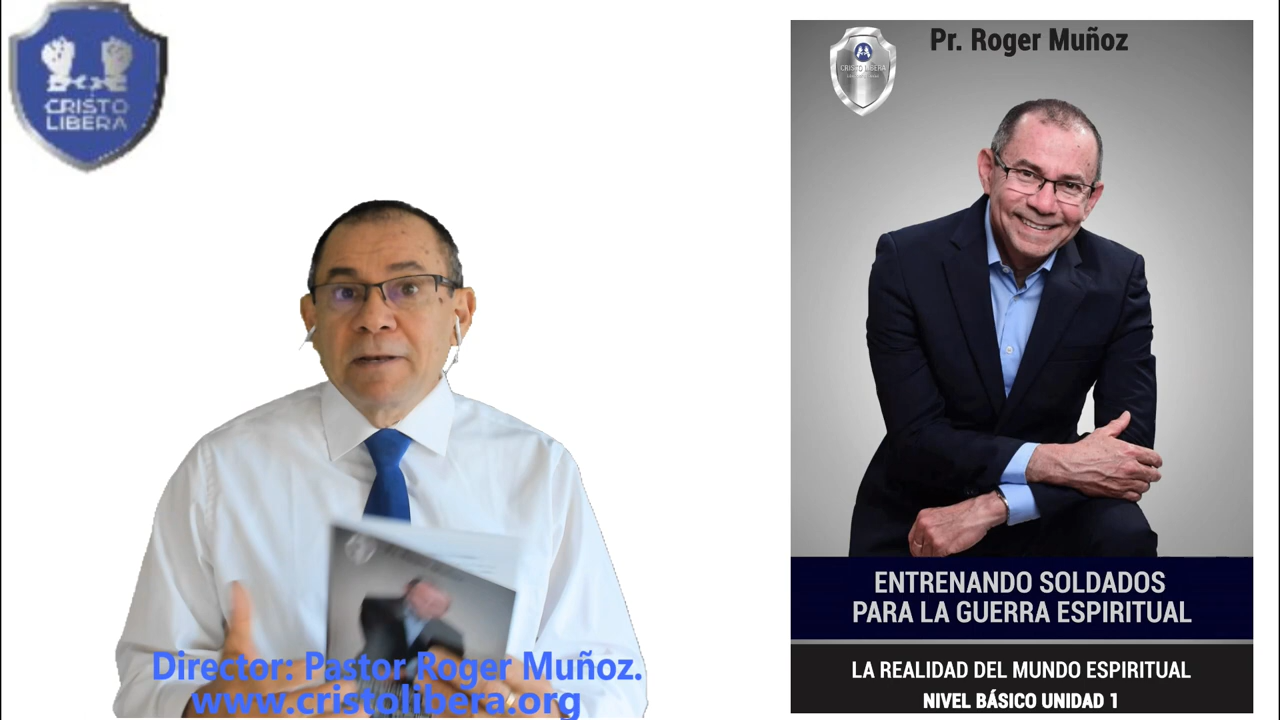 CRISTO
LIBERA
Director: Pastor Roger Muñoz.
www.cristolibera.org
Pr. Roger Muñoz
CRISTO LIBERA
ENTRENANDO SOLDADOS
PARA LA GUERRA ESPIRITUAL
LA REALIDAD DEL MUNDO ESPIRITUAL
NIVEL BÁSICO UNIDAD 1